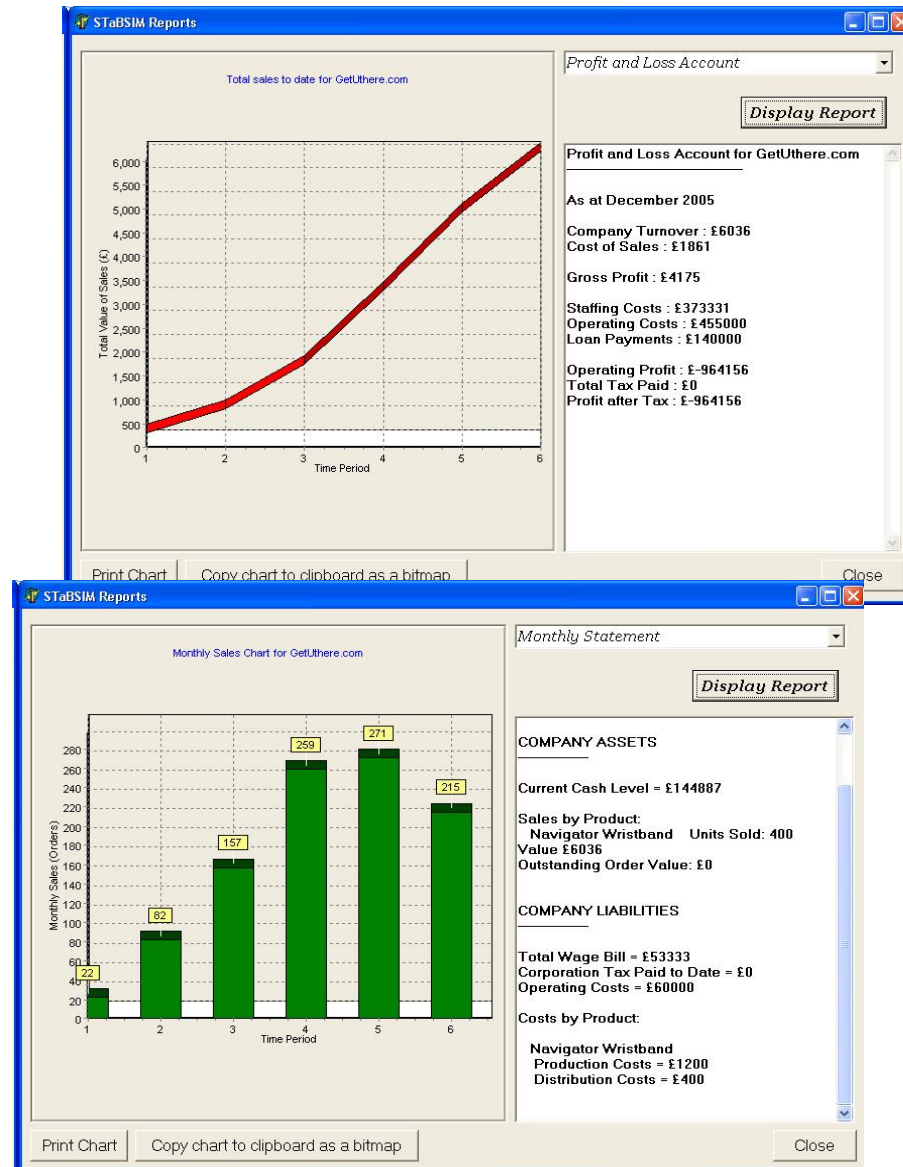 STaBSIM Reports
Total sales to date for GetUthere.com
6,000
5,500
5,000
4,500
4,000
3,500
3,000
2,500
2,000
1,500
1,000
500
0
Total Value of Sales (£)
1 2 3 4 5 6
Time Period
Profit and Loss Account
Display Report
Profit and Loss Account for GetUthere.com
As at December 2005
Company Turnover : £6036
Cost of Sales : £1861
Gross Profit : £4175
Staffing Costs : £373331
Operating Costs : £455000
Loan Payments : £140000
Operating Profit : £-964156
Total Tax Paid : £0
Profit after Tax : £-964156
Print Chart
Copy chart to clipboard as a bitmap
Close
STaBSIM Reports
Monthly Sales Chart for GetUthere.com
280
260
240
220
200
180
160
140
120
100
80
60
40
20
0
Monthly Sales (Orders)
22
82
157
259
271
215
1 2 3 4 5 6
Time Period
Monthly Statement
Display Report
COMPANY ASSETS
Current Cash Level = £144887
Sales by Product:
Navigator Wristband Units Sold: 400
Value £6036
Outstanding Order Value: £0
COMPANY LIABILITIES
Total Wage Bill = £53333
Corporation Tax Paid to Date = £0
Operating Costs = £60000
Costs by Product:
Navigator Wristband
Production Costs = £1200
Distribution Costs = £400
Print Chart
Copy chart to clipboard as a bitmap
Close